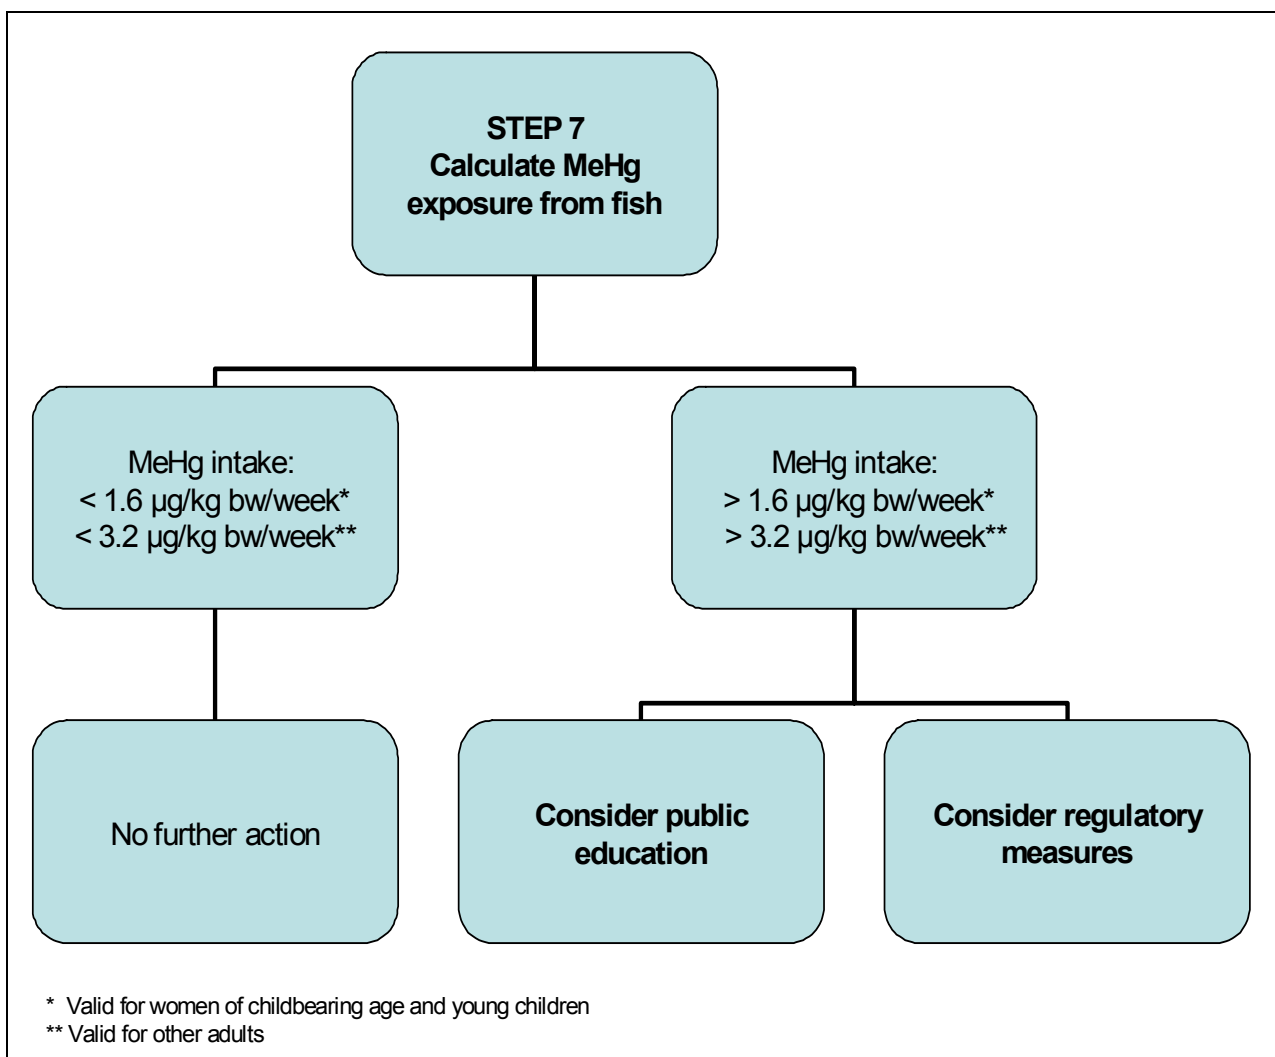 STEP 7
Calculate MeHg
exposure from fish
MeHg intake:
< 1.6 µg/kg bw/week*
< 3.2 µg/kg bw/week**
MeHg intake:
> 1.6 µg/kg bw/week*
> 3.2 µg/kg bw/week**
No further action
Consider public
education
Consider regulatory
measures
* Valid for women of childbearing age and young children
** Valid for other adults